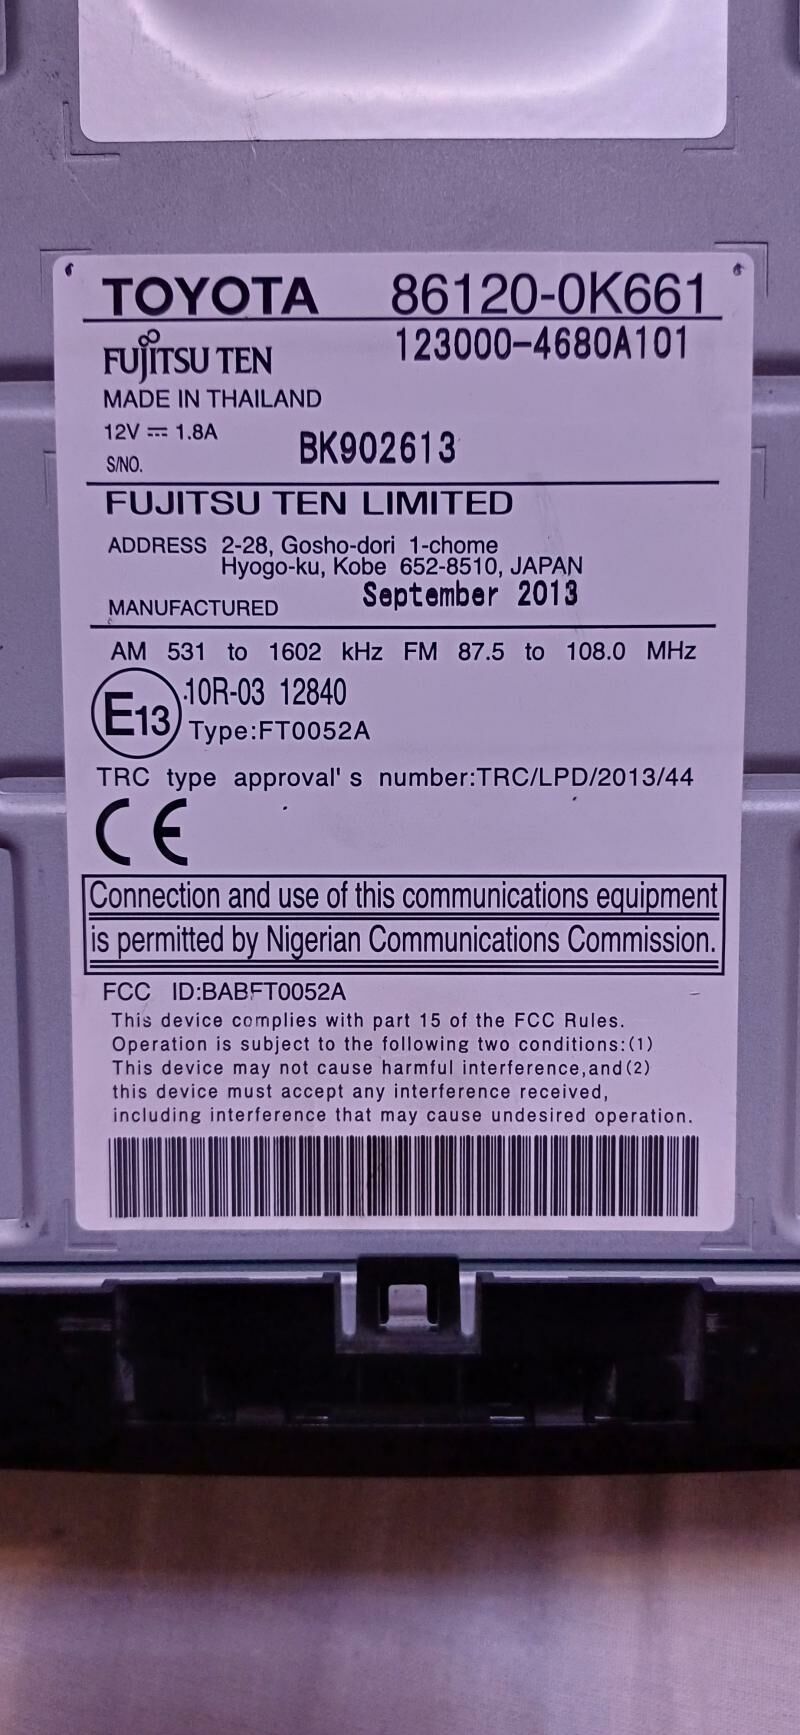 TOYOTA 86120-0K661
FUJITSU TEN 123000-4680A101
MADE IN THAILAND
12V ⎓ 1.8A
S/NO. BK902613
FUJITSU TEN LIMITED
ADDRESS 2-28, Gosho-dori 1-chome
Hyogo-ku, Kobe 652-8510, JAPAN
MANUFACTURED September 2013
AM 531 to 1602 kHz FM 87.5 to 108.0 MHz
E13 10R-03 12840
Type:FT0052A
TRC type approval's number:TRC/LPD/2013/44
CE
Connection and use of this communications equipment
is permitted by Nigerian Communications Commission.
FCC ID:BABFT0052A
This device complies with part 15 of the FCC Rules.
Operation is subject to the following two conditions:(1)
This device may not cause harmful interference,and(2)
this device must accept any interference received,
including interference that may cause undesired operation.